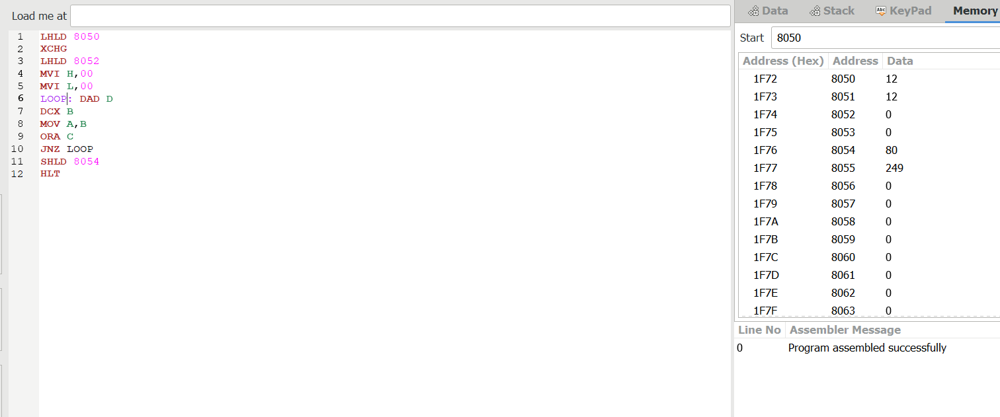 Load me at
1 LHLD 8050
2 XCHG
3 LHLD 8052
4 MVI H,00
5 MVI L,00
6 LOOP: DAD D
7 DCX B
8 MOV A,B
9 ORA C
10 JNZ LOOP
11 SHLD 8054
12 HLT
Data Stack Abc KeyPad Memory
Start 8050
Address (Hex) Address Data
1F72 8050 12
1F73 8051 12
1F74 8052 0
1F75 8053 0
1F76 8054 80
1F77 8055 249
1F78 8056 0
1F79 8057 0
1F7A 8058 0
1F7B 8059 0
1F7C 8060 0
1F7D 8061 0
1F7E 8062 0
1F7F 8063 0
Line No Assembler Message
0 Program assembled successfully